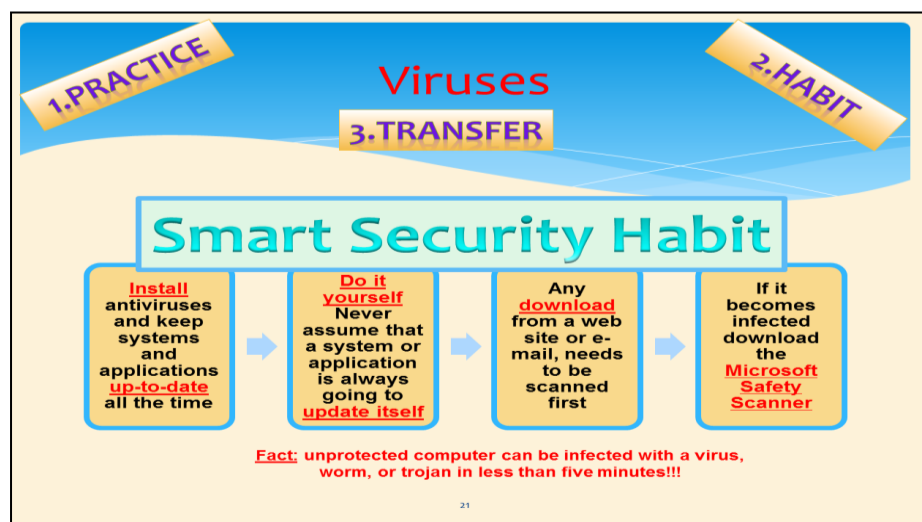 1.PRACTICE
Viruses
2.HABIT
3.TRANSFER
Smart Security Habit
Install
antiviruses
and keep
systems
and
applications
up-to-date
all the time
Do it
yourself
Never
assume that
a system or
application
is always
going to
update itself
Any
download
from a web
site or e-
mail, needs
to be
scanned
first
If it
becomes
infected
download
the
Microsoft
Safety
Scanner
Fact: unprotected computer can be infected with a virus,
worm, or trojan in less than five minutes!!!
21